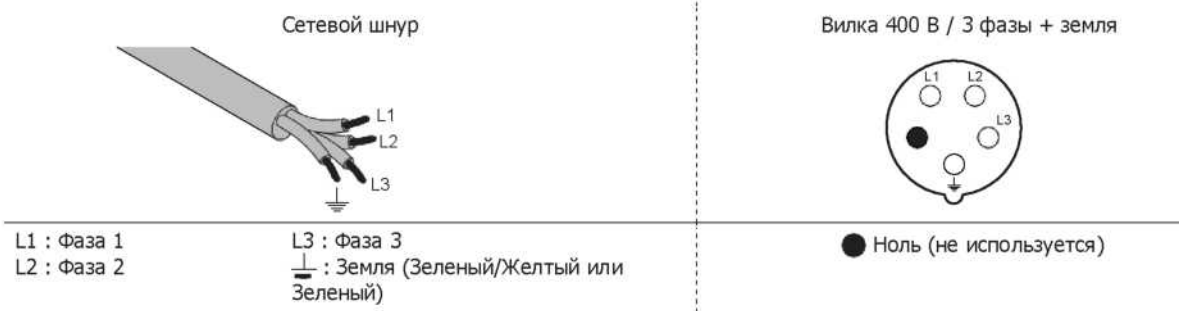 Сетевой шнур
L1
L2
L3
L1 : Фаза 1
L2 : Фаза 2
L3 : Фаза 3
: Земля (Зеленый/Желтый или
Зеленый)
Вилка 400 В / 3 фазы + земля
L1 L2
L3
Ноль (не используется)